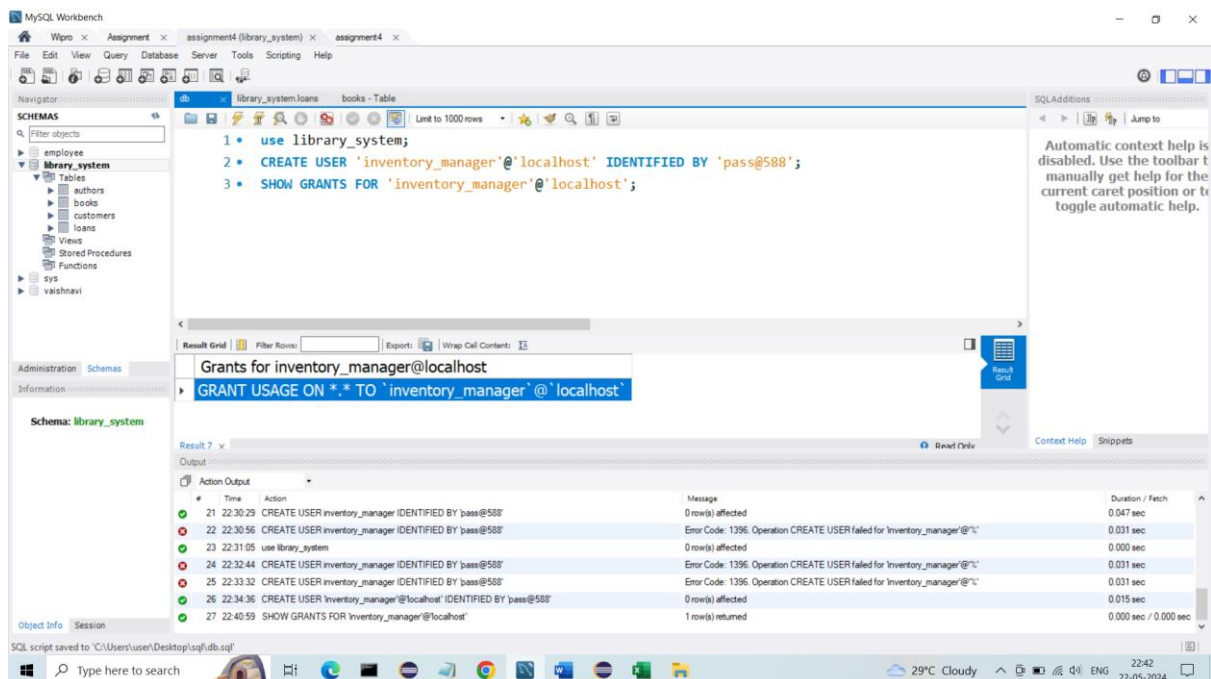 MySQL Workbench
Wipro × Assignment × assignment4 (library_system) × assignment4 ×
File Edit View Query Database Server Tools Scripting Help
Navigator
SCHEMAS
Filter objects
employee
library_system
Tables
authors
books
customers
loans
Views
Stored Procedures
Functions
sys
vaishnavi
Administration Schemas
Information
Schema: library_system
Object Info Session
db × library_system.loans books - Table
Limit to 1000 rows
1 use library_system;
2 CREATE USER 'inventory_manager'@'localhost' IDENTIFIED BY 'pass@588';
3 SHOW GRANTS FOR 'inventory_manager'@'localhost';
Result Grid Filter Rows: Export: Wrap Cell Content:
Grants for inventory_manager@localhost
GRANT USAGE ON *.* TO `inventory_manager`@`localhost`
Result Grid
Result 7 × Read Only
SQLAdditions
Jump to
Automatic context help is
disabled. Use the toolbar t
manually get help for the
current caret position or to
toggle automatic help.
Context Help Snippets
Output
Action Output
# Time Action Message Duration / Fetch
21 22:30:29 CREATE USER inventory_manager IDENTIFIED BY 'pass@588' 0 row(s) affected 0.047 sec
22 22:30:56 CREATE USER inventory_manager IDENTIFIED BY 'pass@588' Error Code: 1396. Operation CREATE USER failed for 'inventory_manager'@'%' 0.031 sec
23 22:31:05 use library_system 0 row(s) affected 0.000 sec
24 22:32:44 CREATE USER inventory_manager IDENTIFIED BY 'pass@588' Error Code: 1396. Operation CREATE USER failed for 'inventory_manager'@'%' 0.031 sec
25 22:33:32 CREATE USER inventory_manager IDENTIFIED BY 'pass@588' Error Code: 1396. Operation CREATE USER failed for 'inventory_manager'@'%' 0.031 sec
26 22:34:36 CREATE USER 'inventory_manager'@'localhost' IDENTIFIED BY 'pass@588' 0 row(s) affected 0.015 sec
27 22:40:59 SHOW GRANTS FOR 'inventory_manager'@'localhost' 1 row(s) returned 0.000 sec / 0.000 sec
SQL script saved to 'C:\Users\user\Desktop\sql\db.sql'
Type here to search
29°C Cloudy ENG 22:42
22-05-2024